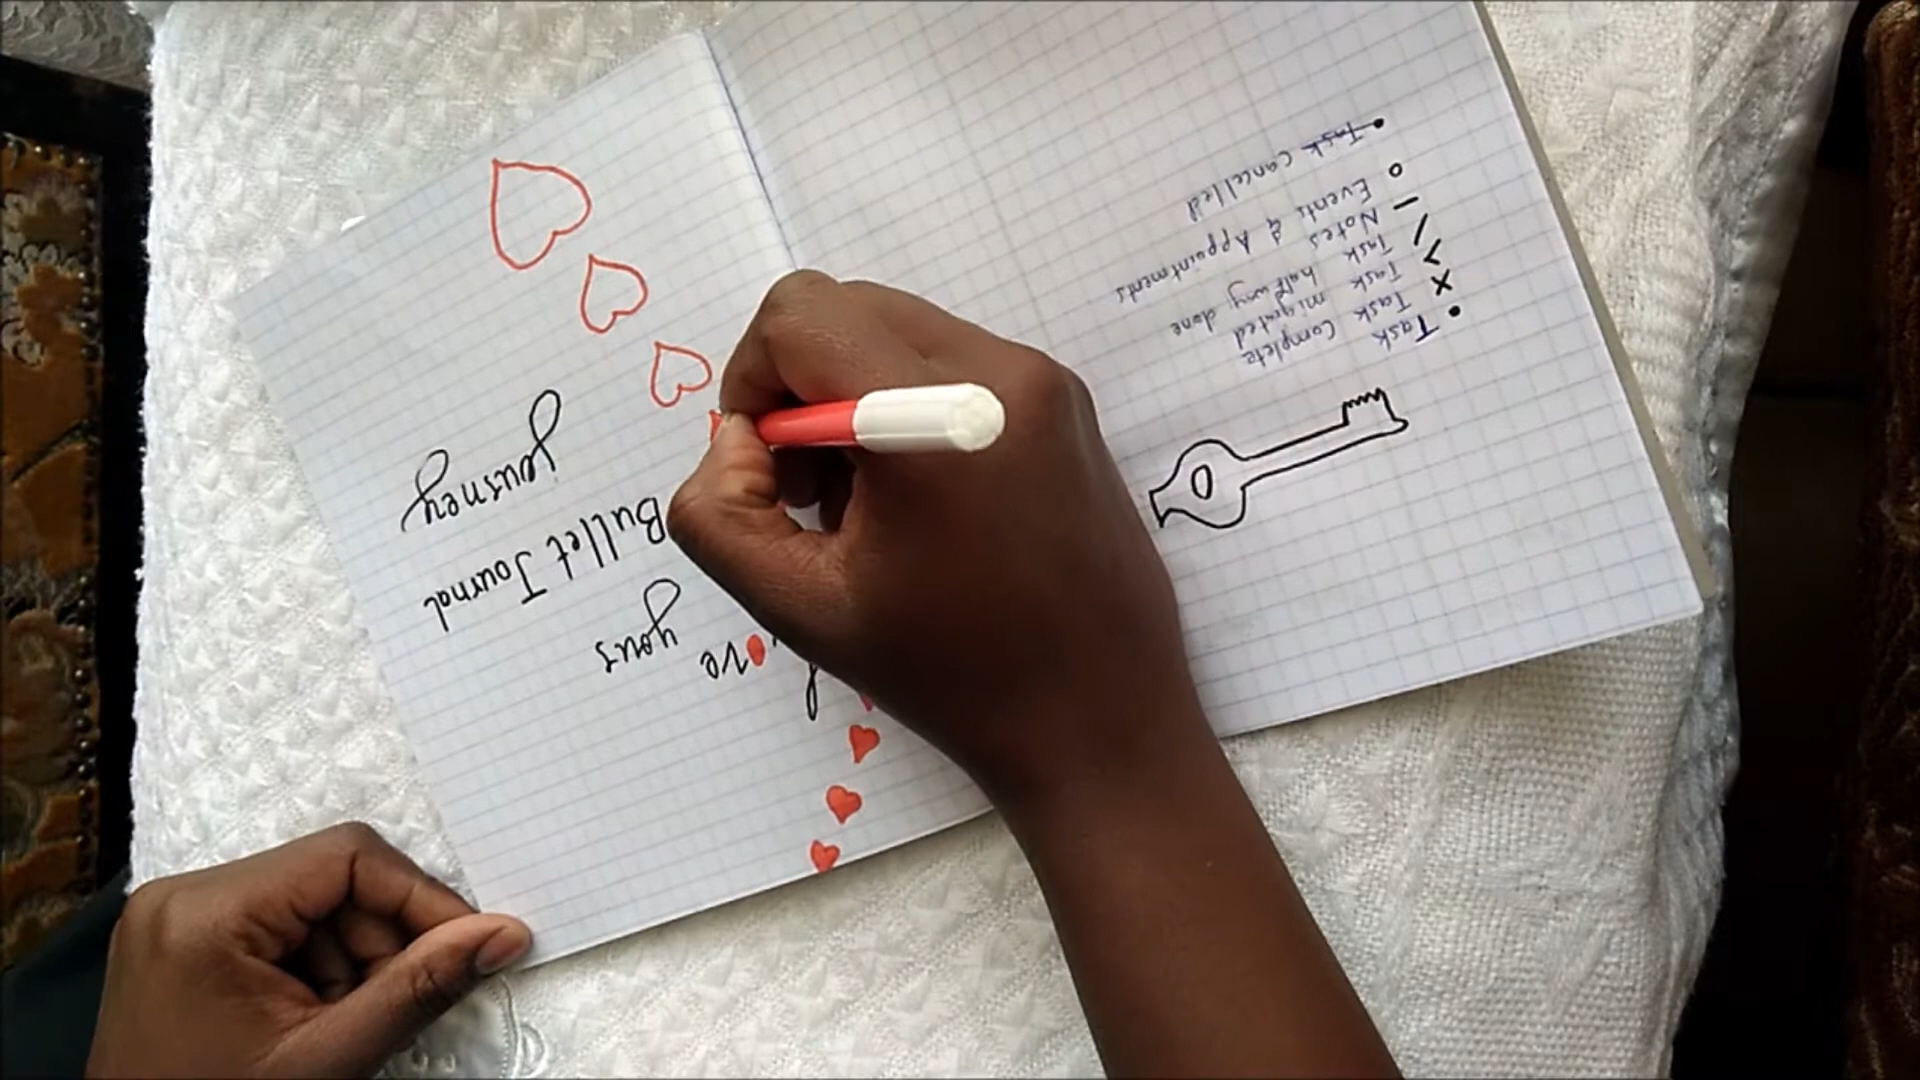 • Task
x Task Complete
> Task migrated
/ Task half way done
– Notes
o Events & Appointments
• Task cancelled
Love
your
Bullet Journal
journey